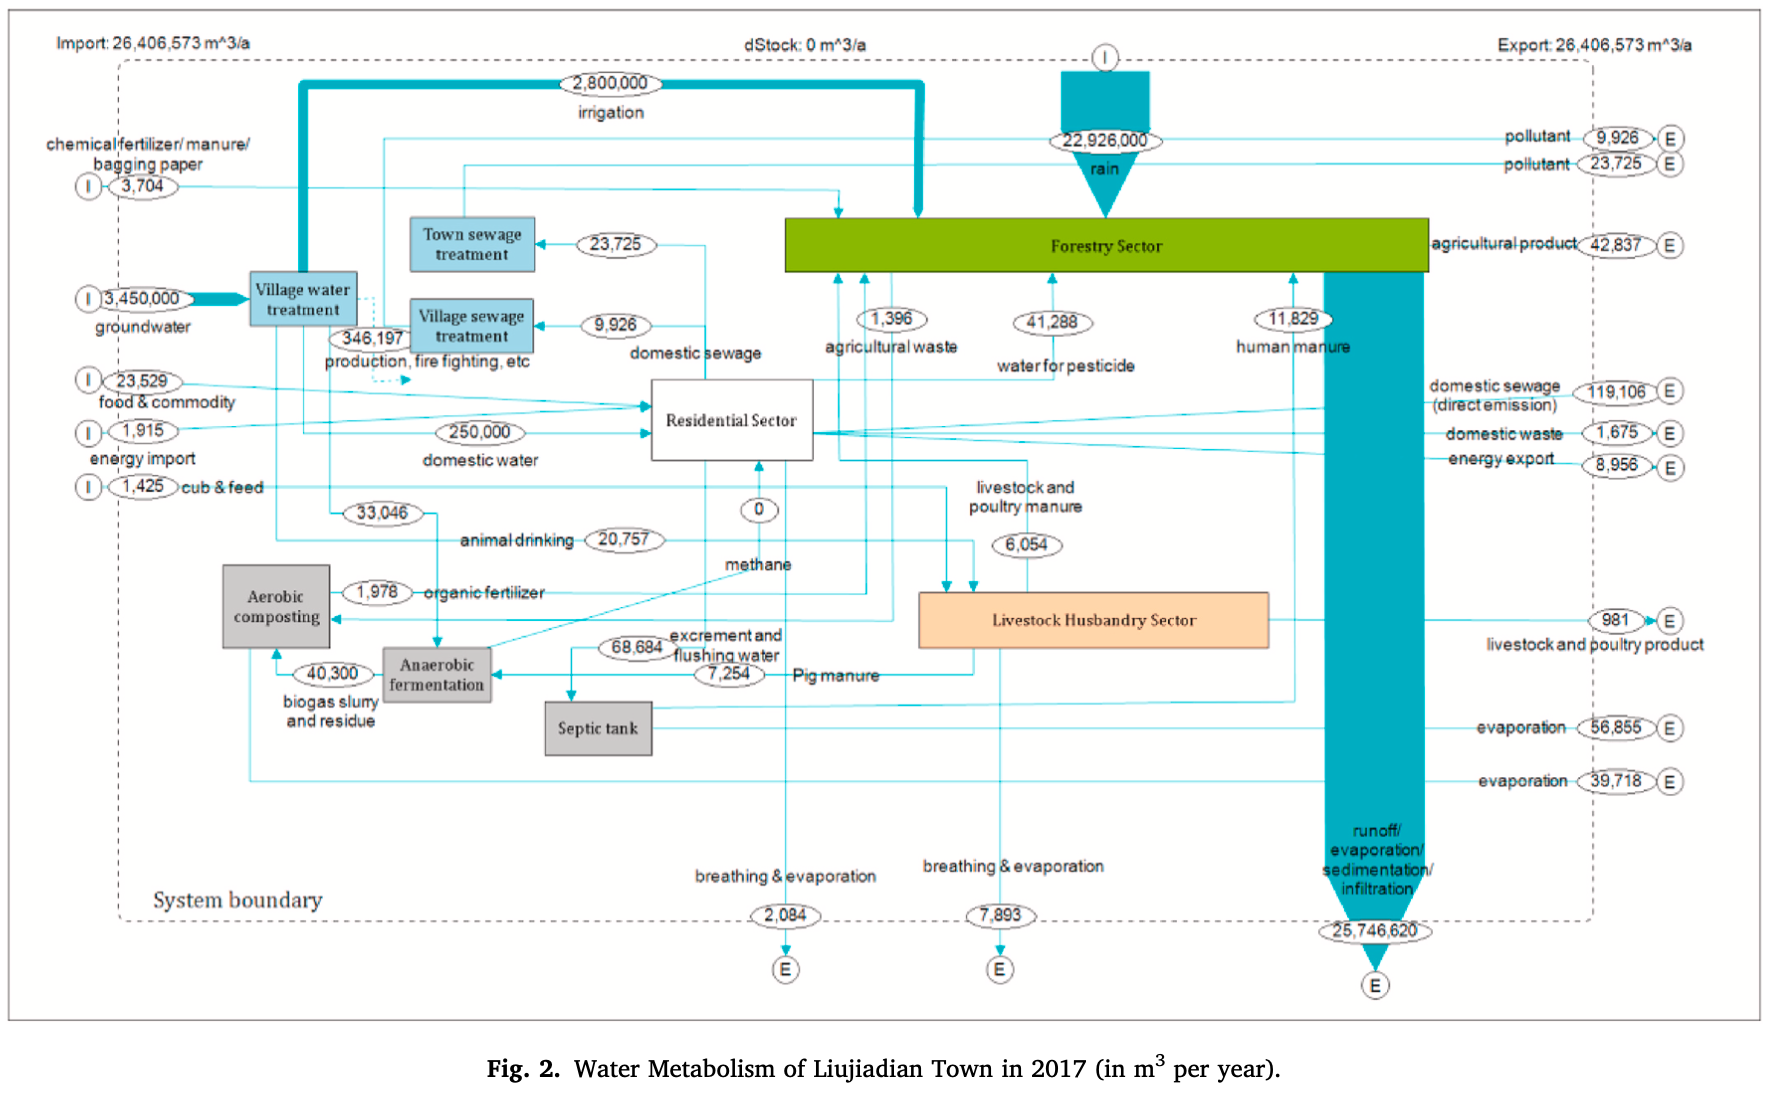 Import: 26,406,573 m^3/a
dStock: 0 m^3/a
Export: 26,406,573 m^3/a
I
2,800,000
irrigation
22,926,000
rain
pollutant
9,926
E
pollutant
23,725
E
chemical fertilizer/ manure/
bagging paper
I
3,704
Town sewage
treatment
23,725
Forestry Sector
agricultural product
42,837
E
Village water
treatment
I
3,450,000
groundwater
346,197
production, fire fighting, etc
Village sewage
treatment
9,926
domestic sewage
1,396
agricultural waste
41,288
water for pesticide
11,829
human manure
I
23,529
food & commodity
Residential Sector
domestic sewage
(direct emission)
119,106
E
I
1,915
energy import
250,000
domestic water
domestic waste
1,675
E
energy export
8,956
E
I
1,425
cub & feed
livestock and
poultry manure
6,054
33,046
0
methane
animal drinking
20,757
Aerobic
composting
1,978
organic fertilizer
Livestock Husbandry Sector
981
E
livestock and poultry product
68,684
excrement and
flushing water
Anaerobic
fermentation
7,254
Pig manure
40,300
biogas slurry
and residue
Septic tank
evaporation
56,855
E
evaporation
39,718
E
runoff/
evaporation/
sedimentation/
infiltration
breathing & evaporation
breathing & evaporation
System boundary
2,084
7,893
25,746,620
E
E
E
Fig. 2. Water Metabolism of Liujiadian Town in 2017 (in m³ per year).